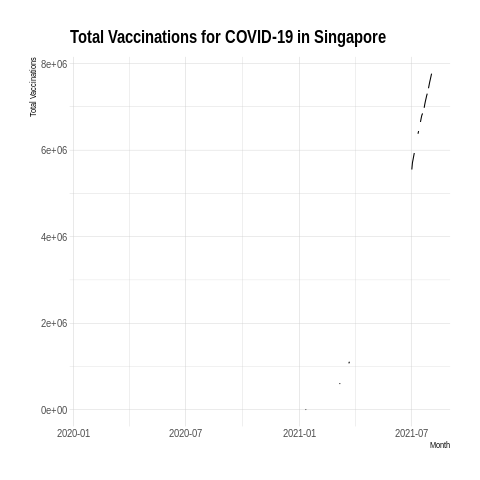 Total Vaccinations for COVID-19 in Singapore
Total Vaccinations
8e+06
6e+06
4e+06
2e+06
0e+00
2020-01 2020-07 2021-01 2021-07
Month